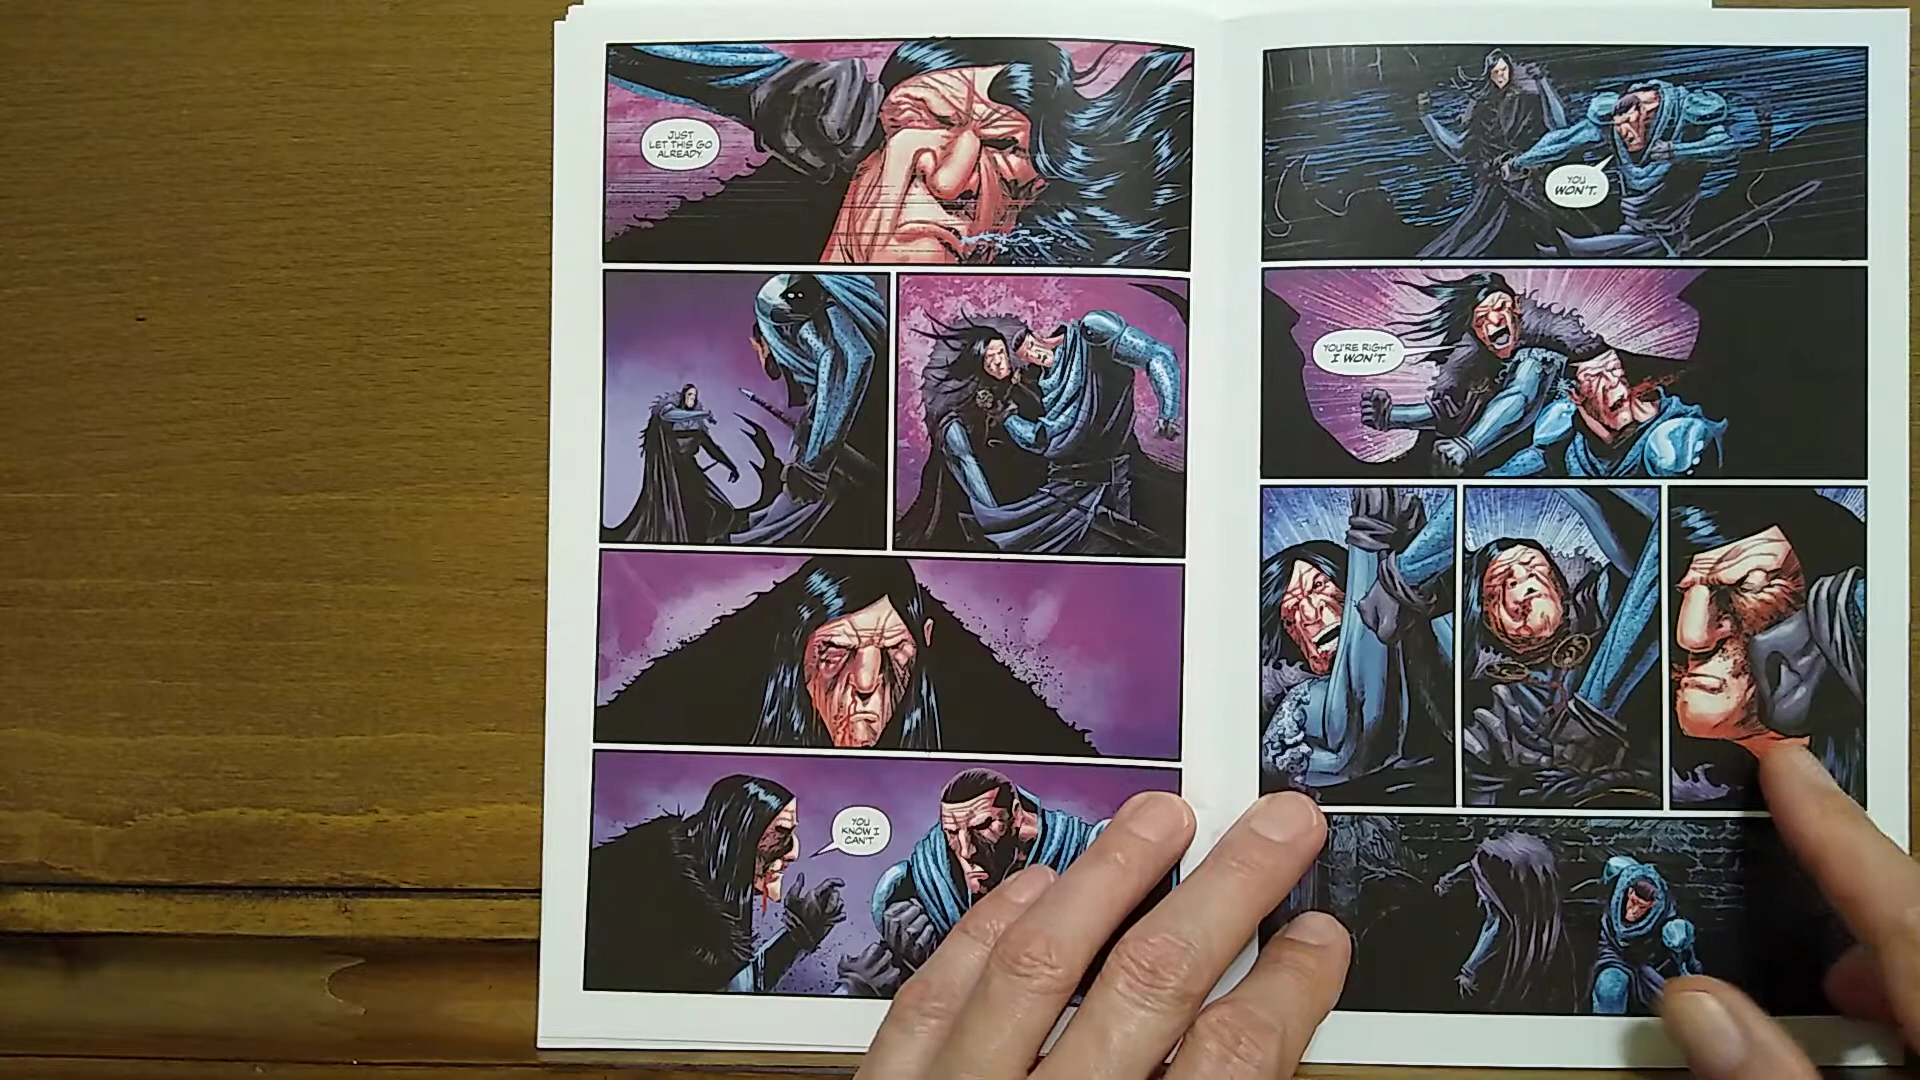 JUST
LET THIS GO
ALREADY.
YOU
KNOW I
CAN'T.
YOU
WON'T.
YOU'RE RIGHT.
I WON'T.